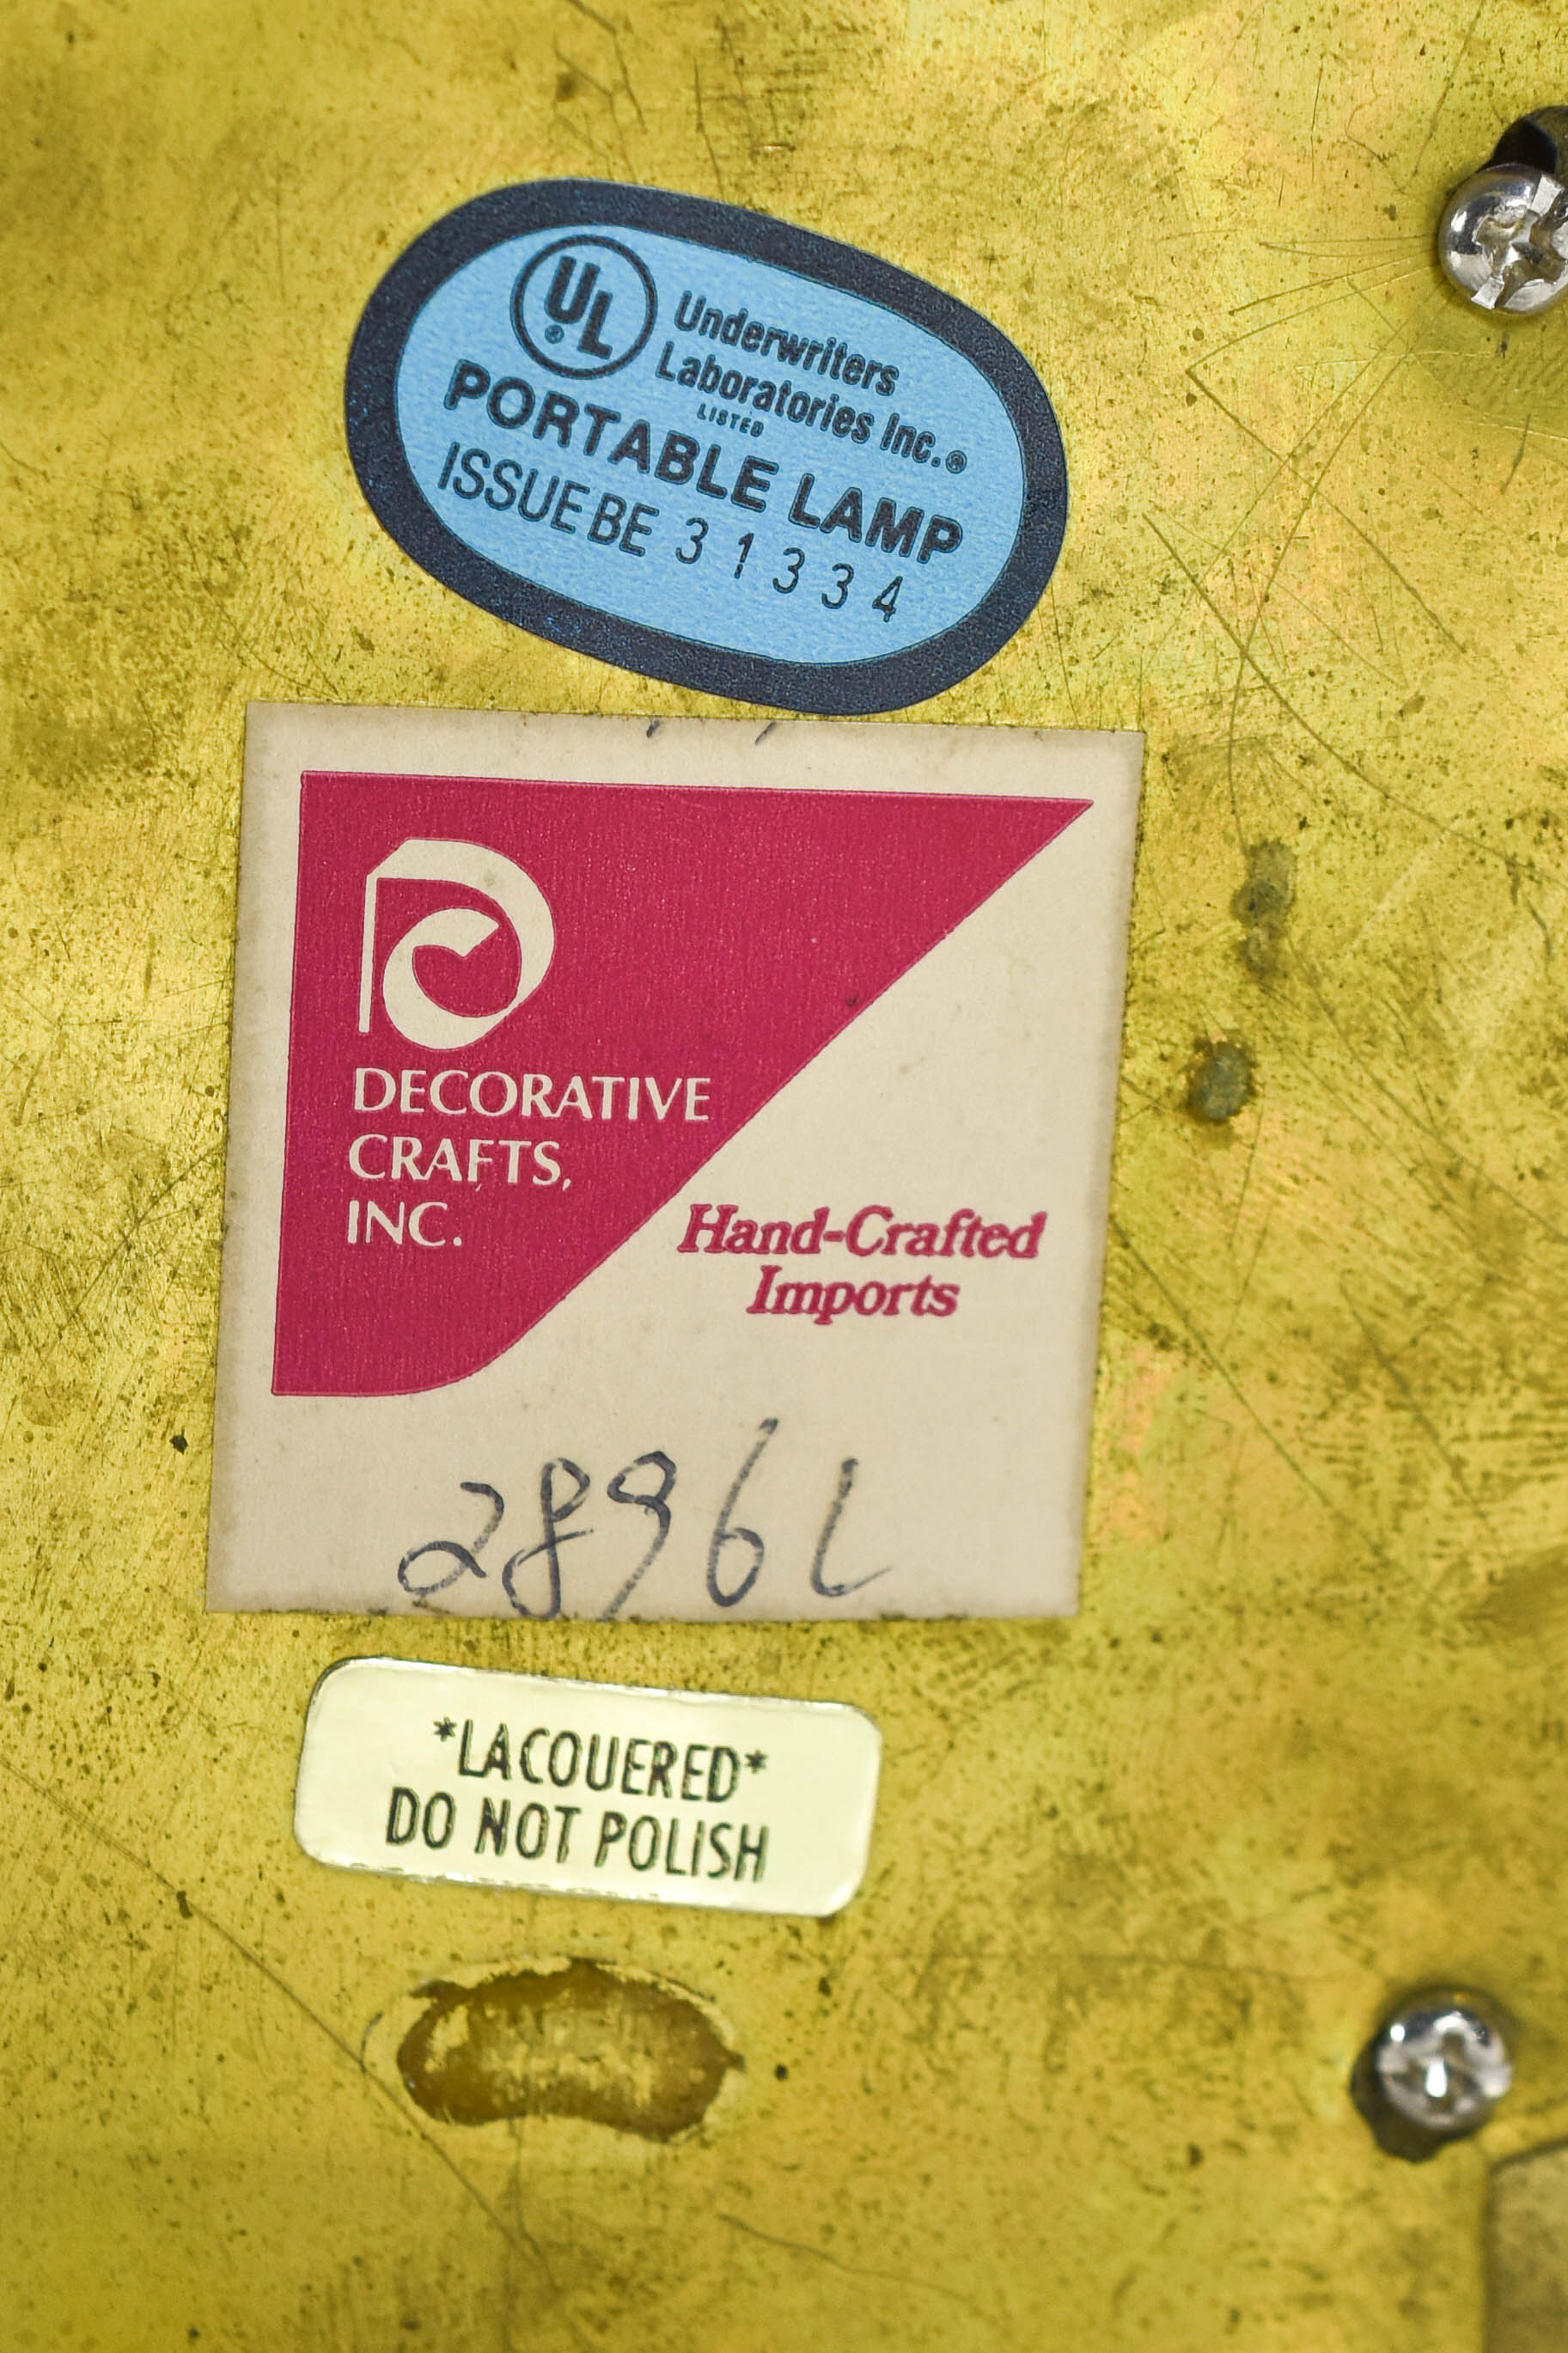 UL®
Underwriters
Laboratories Inc.®
LISTED
PORTABLE LAMP
ISSUE BE 31334
DECORATIVE
CRAFTS,
INC.
Hand-Crafted
Imports
2896L
*LACOUERED*
DO NOT POLISH